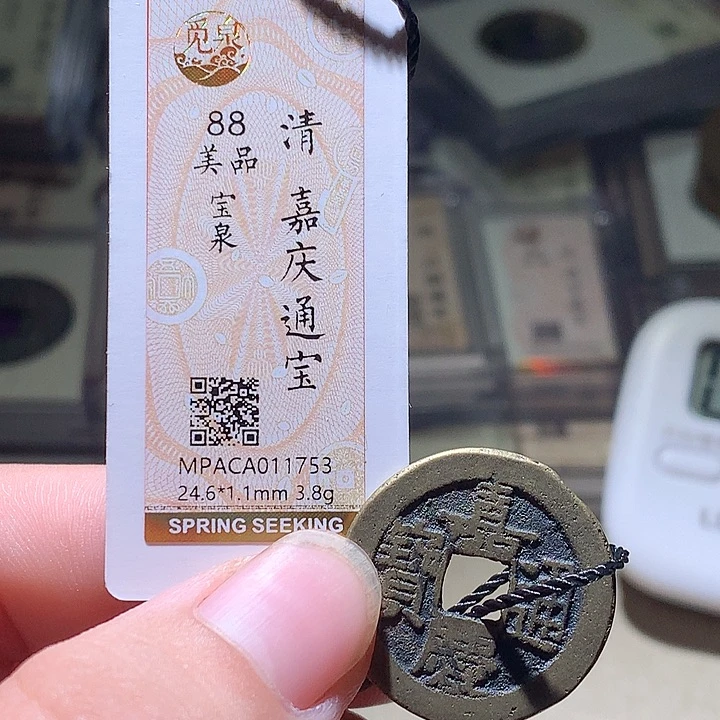 觅泉
清 嘉庆通宝
88
美品
宝泉
MPACA011753
24.6*1.1mm 3.8g
SPRING SEEKING
嘉慶通寶